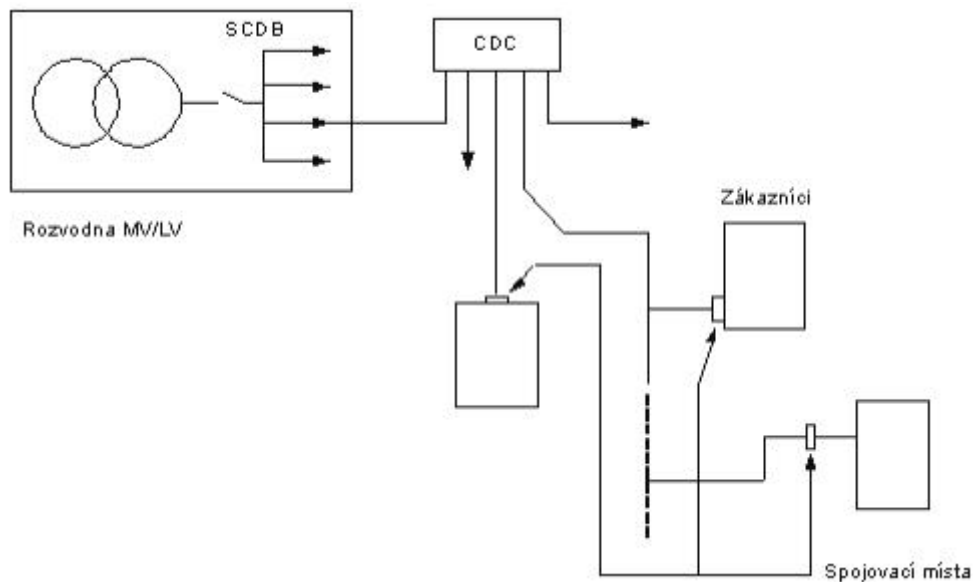 SCDB
CDC
Rozvodna MV/LV
Zákazníci
Spojovací místa